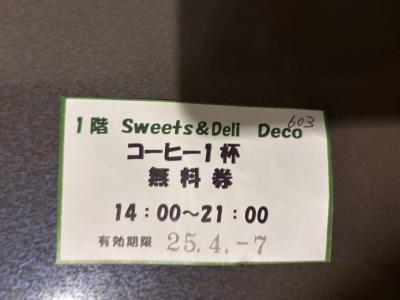 603
1階 Sweets&Deli Deco
コーヒー1杯
無料券
14:00～21:00
有効期限 25.4.-7